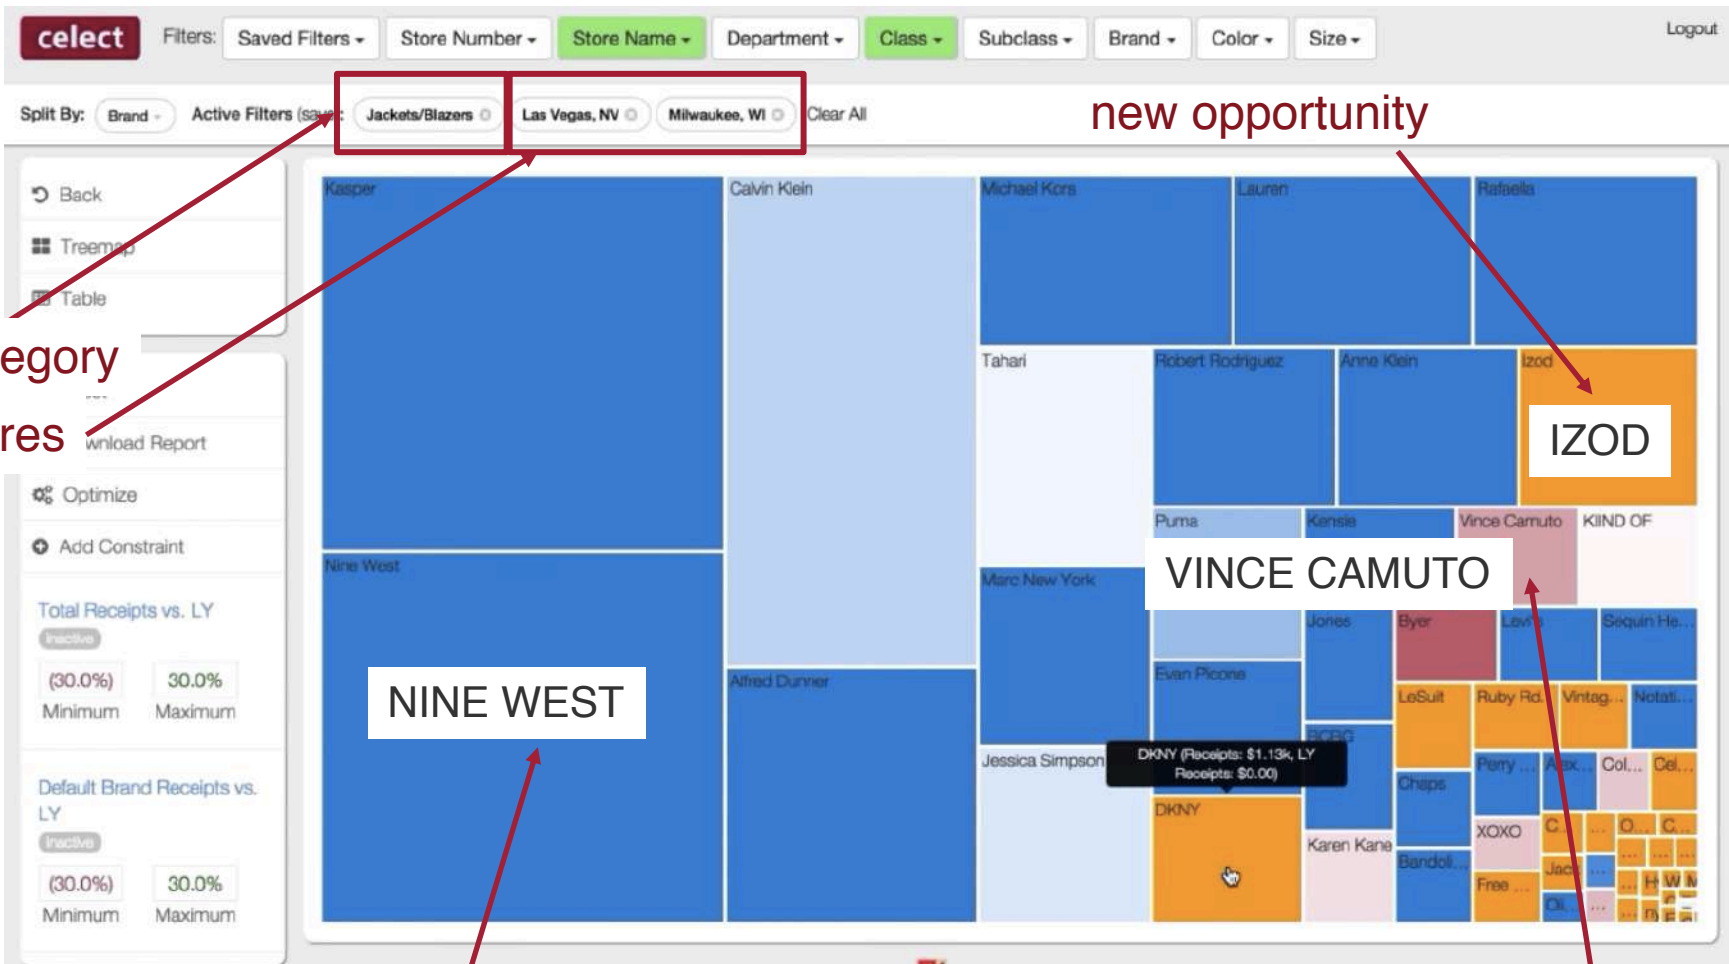 celect Filters: Saved Filters Store Number Store Name Department Class Subclass Brand Color Size Logout
Split By: Brand Active Filters Jackets/Blazers Las Vegas, NV Milwaukee, WI Clear All
new opportunity
Back
Treemap
Table
egory
res
wnload Report
Optimize
Add Constraint
Total Receipts vs. LY
Inactive
(30.0%) 30.0%
Minimum Maximum
Default Brand Receipts vs.
LY
Inactive
(30.0%) 30.0%
Minimum Maximum
Kasper
Calvin Klein
Michael Kors
Lauren
Rafaella
Tahari
Robert Rodriguez
Anne Klein
Izod
IZOD
Puma
Kensie
Vince Camuto
KIIND OF
VINCE CAMUTO
Nine West
NINE WEST
Marc New York
Jones
Byer
Levi's
Sequin He...
Alfred Dunner
Evan Picone
LeSuit
Ruby Rd.
Vintag...
Notati...
Jessica Simpson
DKNY (Receipts: $1.13k, LY
Receipts: $0.00)
BCBG
Chaps
Perry ...
Alex...
Col...
Cel...
DKNY
Karen Kane
XOXO
C...
...
O...
C...
Bandoli...
Free ...
Jack
...
H
W
M
Oli...